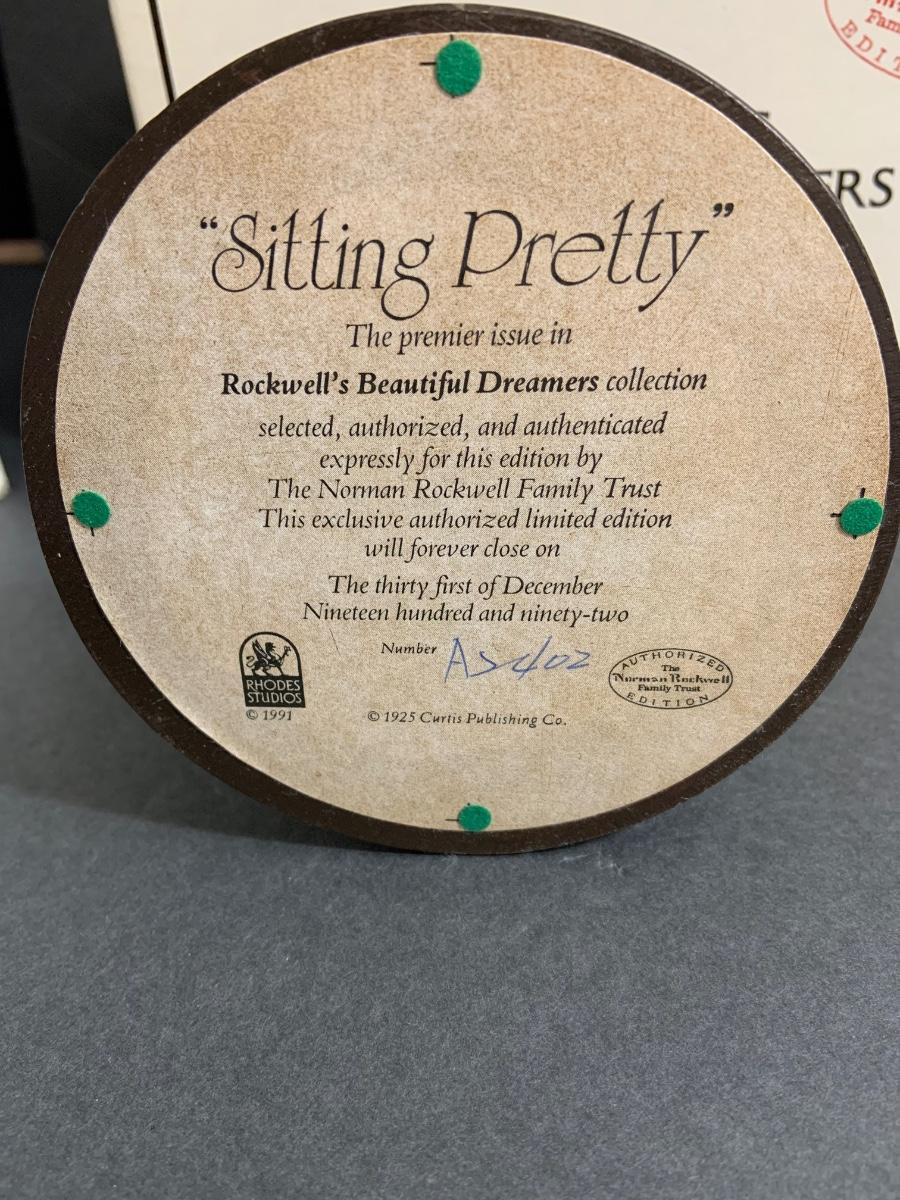 “Sitting Pretty”
The premier issue in
Rockwell's Beautiful Dreamers collection
selected, authorized, and authenticated
expressly for this edition by
The Norman Rockwell Family Trust
This exclusive authorized limited edition
will forever close on
The thirty first of December
Nineteen hundred and ninety-two
Number
RHODES
STUDIOS
© 1991
© 1925 Curtis Publishing Co.
AUTHORIZED
The
Norman Rockwell
Family Trust
EDITION